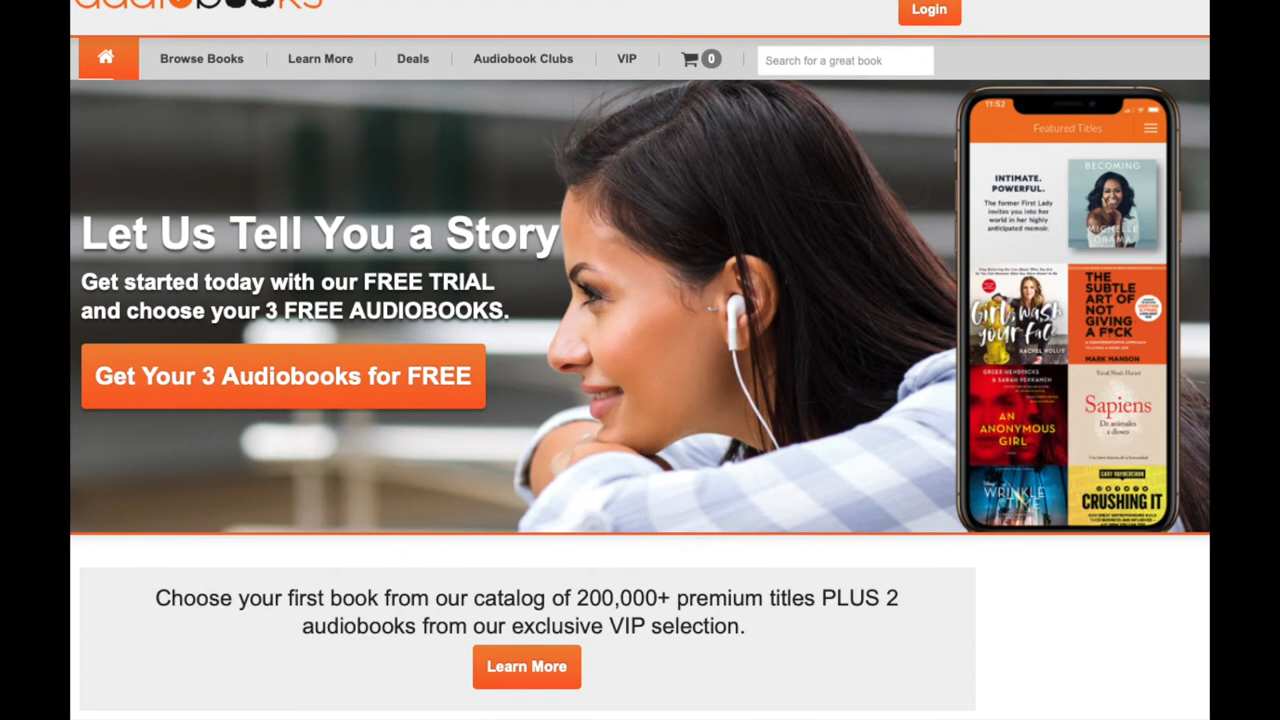 audiobooks
Login
Browse Books
Learn More
Deals
Audiobook Clubs
VIP
0
Search for a great book
Let Us Tell You a Story
Get started today with our FREE TRIAL
and choose your 3 FREE AUDIOBOOKS.
Get Your 3 Audiobooks for FREE
11:52
Featured Titles
INTIMATE.
POWERFUL.
The former First Lady
invites you into her
world in her highly
anticipated memoir.
BECOMING
MICHELLE
OBAMA
Girl, wash
your face
RACHEL HOLLIS
THE
SUBTLE
ART OF
NOT
GIVING
A F*CK
MARK MANSON
GREER HENDRICKS
& SARAH PEKKANEN
AN
ANONYMOUS
GIRL
Yuval Noah Harari
Sapiens
De animales
a dioses
WRINKLE
TIME
GARY VAYNERCHUK
CRUSHING IT
Choose your first book from our catalog of 200,000+ premium titles PLUS 2
audiobooks from our exclusive VIP selection.
Learn More